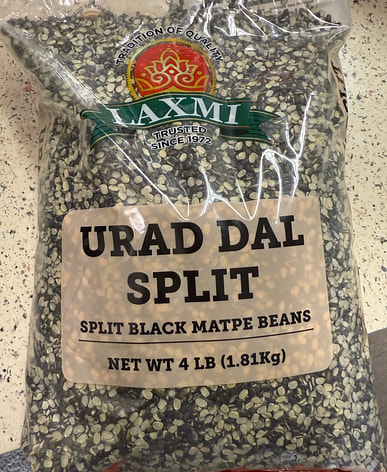 TRADITION OF QUALITY
LAXMI
TRUSTED
SINCE 1972
URAD DAL
SPLIT
SPLIT BLACK MATPE BEANS
NET WT 4 LB (1.81Kg)